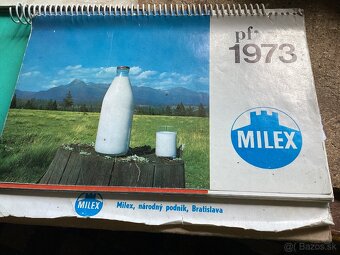 pf
1973
MILEX
MILEX
Milex, národný podnik, Bratislava
Bazos.sk